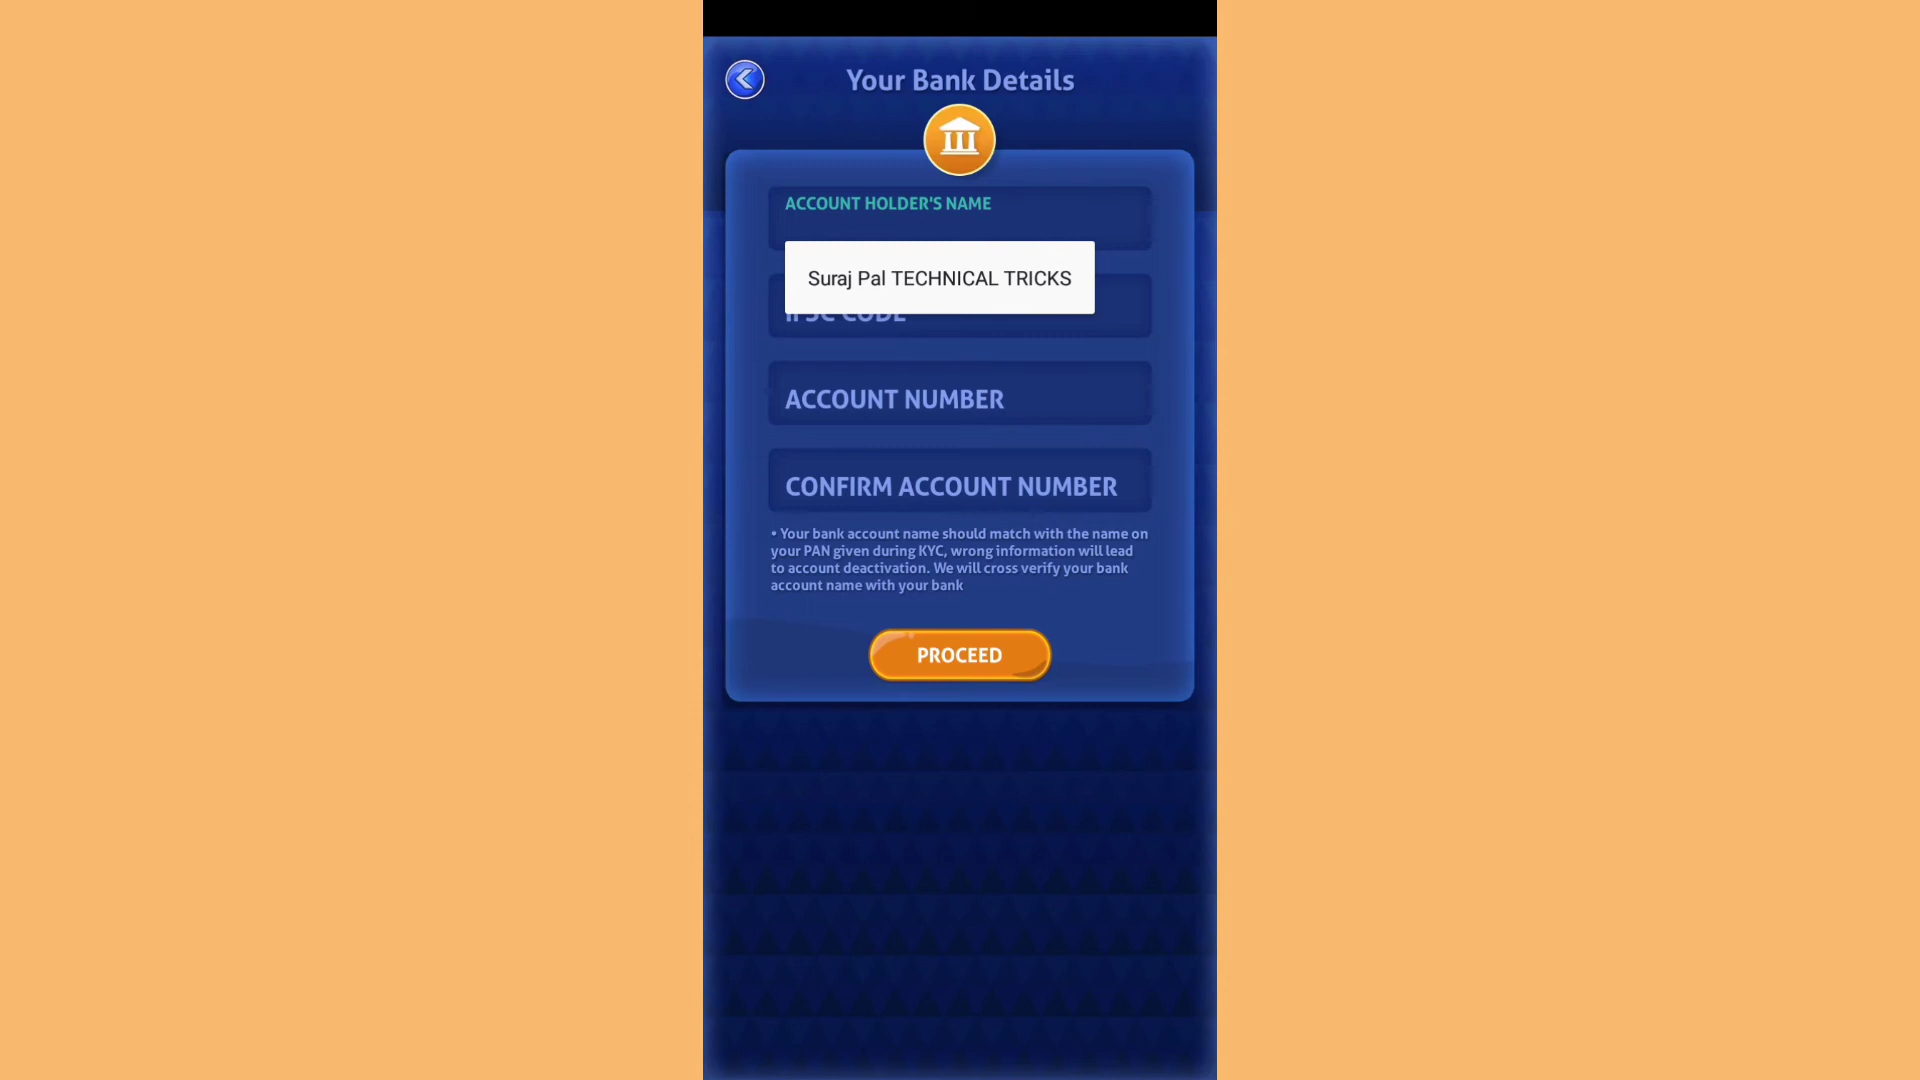 Your Bank Details
ACCOUNT HOLDER'S NAME
Suraj Pal TECHNICAL TRICKS
IFSC CODE
ACCOUNT NUMBER
CONFIRM ACCOUNT NUMBER
• Your bank account name should match with the name on
your PAN given during KYC, wrong information will lead
to account deactivation. We will cross verify your bank
account name with your bank
PROCEED